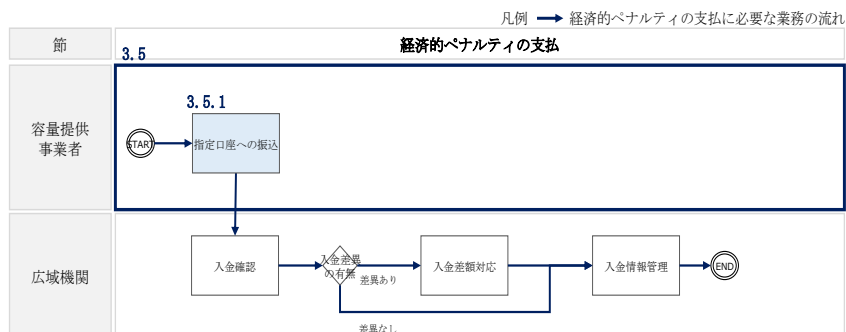 凡例 経済的ペナルティの支払に必要な業務の流れ
節
3.5
経済的ペナルティの支払
容量提供
事業者
3.5.1
START
指定口座への振込
広域機関
入金確認
入金差異
の有無
差異あり
入金差額対応
入金情報管理
END
差異なし